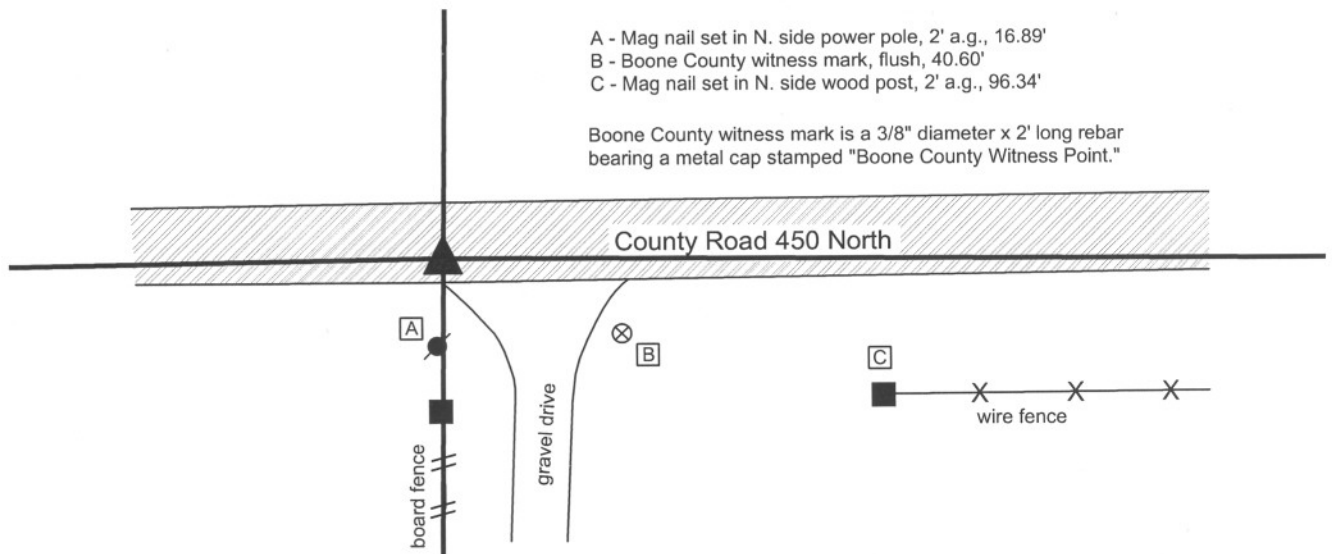 A - Mag nail set in N. side power pole, 2' a.g., 16.89'
B - Boone County witness mark, flush, 40.60'
C - Mag nail set in N. side wood post, 2' a.g., 96.34'
Boone County witness mark is a 3/8" diameter x 2' long rebar
bearing a metal cap stamped "Boone County Witness Point."
County Road 450 North
A
B
C
wire fence
board fence
gravel drive